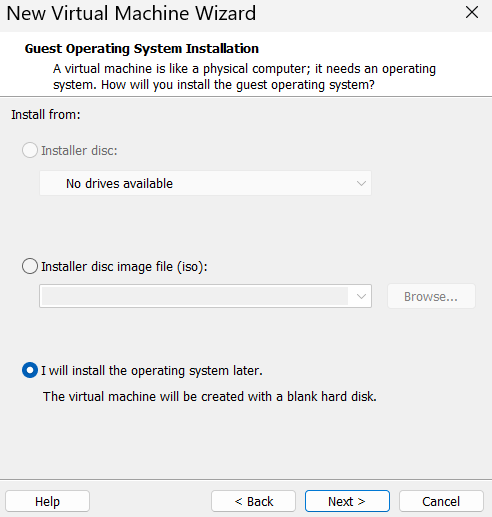 New Virtual Machine Wizard
Guest Operating System Installation
A virtual machine is like a physical computer; it needs an operating
system. How will you install the guest operating system?
Install from:
Installer disc:
No drives available
Installer disc image file (iso):
Browse...
I will install the operating system later.
The virtual machine will be created with a blank hard disk.
Help
< Back
Next >
Cancel